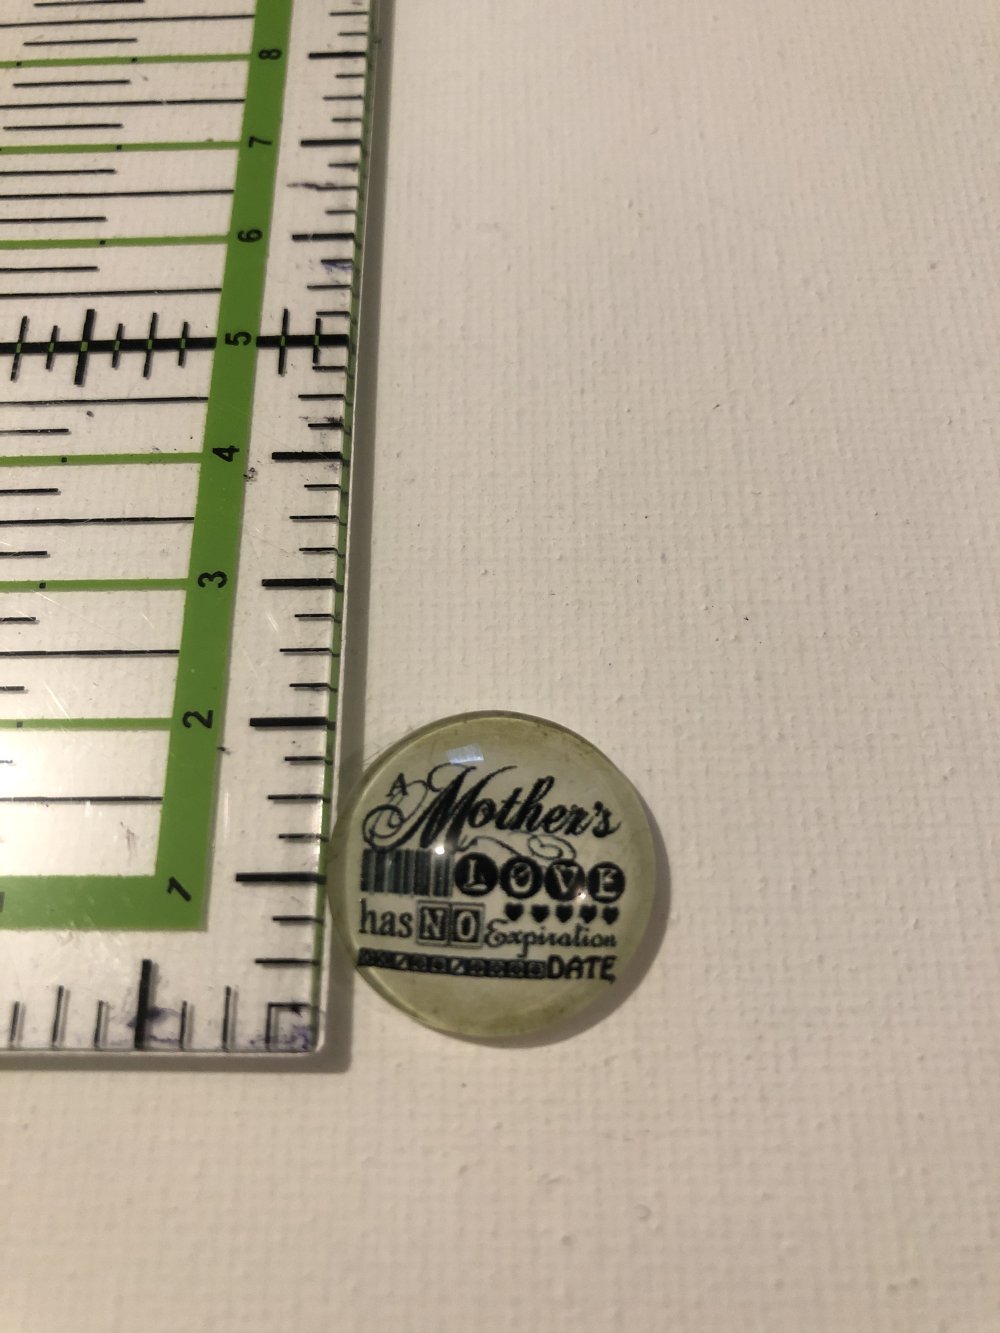 8
7
6
5
4
3
2
1
A Mother's
LOVE
has NO Expiration
DATE